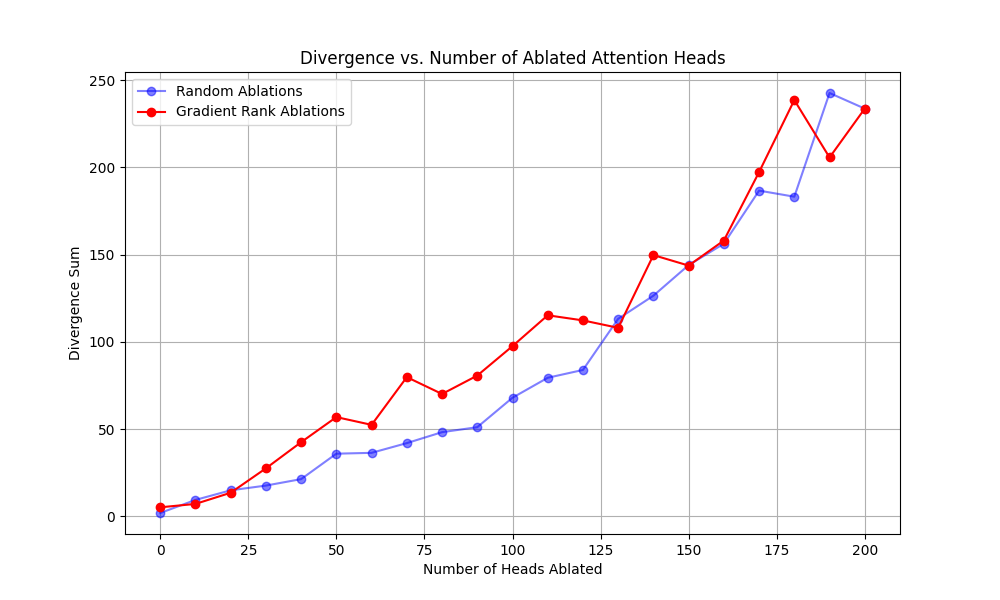 Divergence vs. Number of Ablated Attention Heads
Random Ablations
Gradient Rank Ablations
250
200
150
100
50
0
Divergence Sum
0 25 50 75 100 125 150 175 200
Number of Heads Ablated